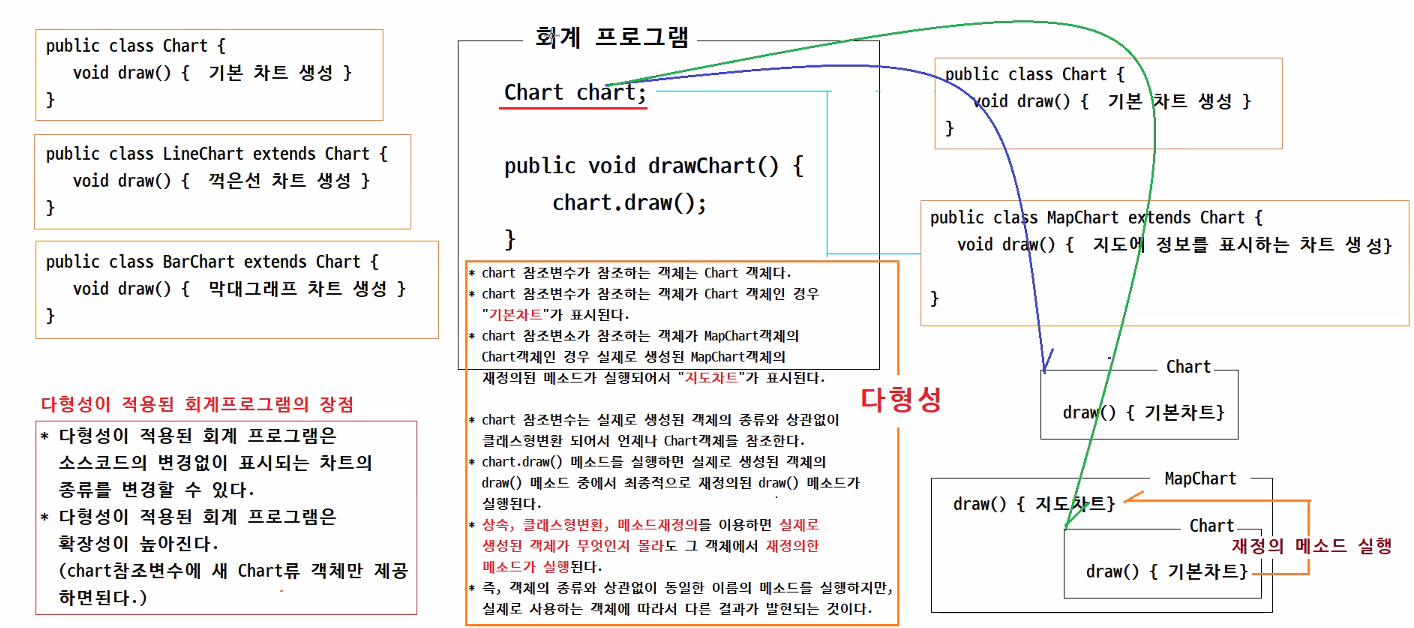 public class Chart {
void draw() { 기본 차트 생성 }
}
public class LineChart extends Chart {
void draw() { 꺽은선 차트 생성 }
}
public class BarChart extends Chart {
void draw() { 막대그래프 차트 생성 }
}
다형성이 적용된 회계프로그램의 장점
* 다형성이 적용된 회계 프로그램은
소스코드의 변경없이 표시되는 차트의
종류를 변경할 수 있다.
* 다형성이 적용된 회계 프로그램은
확장성이 높아진다.
(chart참조변수에 새 Chart류 객체만 제공
하면된다.)
회계 프로그램
Chart chart;
public void drawChart() {
chart.draw();
}
* chart 참조변수가 참조하는 객체는 Chart 객체다.
* chart 참조변수가 참조하는 객체가 Chart 객체인 경우
"기본차트"가 표시된다.
* chart 참조변소가 참조하는 객체가 MapChart객체의
Chart객체인 경우 실제로 생성된 MapChart객체의
재정의된 메소드가 실행되어서 "지도차트"가 표시된다.
* chart 참조변수는 실제로 생성된 객체의 종류와 상관없이
클래스형변환 되어서 언제나 Chart객체를 참조한다.
* chart.draw() 메소드를 실행하면 실제로 생성된 객체의
draw() 메소드 중에서 최종적으로 재정의된 draw() 메소드가
실행된다.
* 상속, 클래스형변환, 메소드재정의를 이용하면 실제로
생성된 객체가 무엇인지 몰라도 그 객체에서 재정의한
메소드가 실행된다.
* 즉, 객체의 종류와 상관없이 동일한 이름의 메소드를 실행하지만,
실제로 사용하는 객체에 따라서 다른 결과가 발현되는 것이다.
다형성
public class Chart {
void draw() { 기본 차트 생성 }
}
public class MapChart extends Chart {
void draw() { 지도에 정보를 표시하는 차트 생성}
}
Chart
draw() { 기본차트}
MapChart
draw() { 지도차트}
Chart
재정의 메소드 실행
draw() { 기본차트}